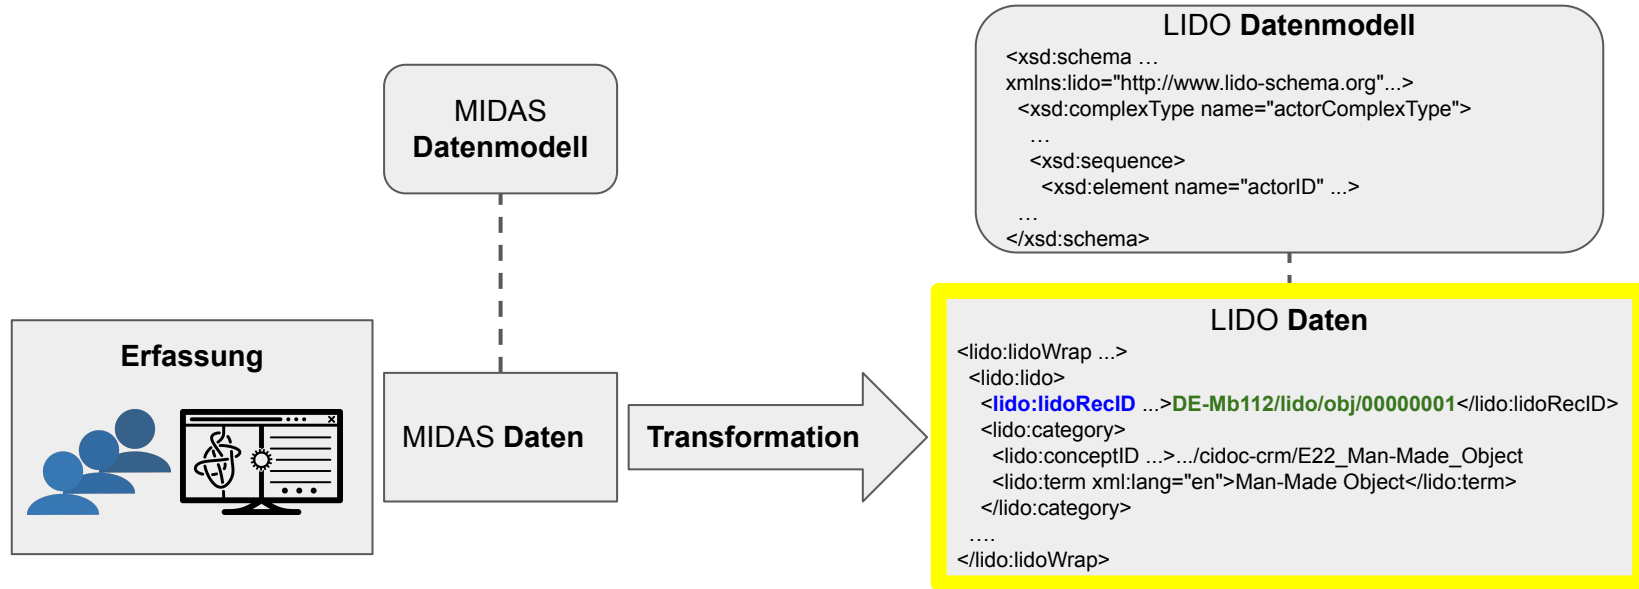 LIDO Datenmodell
<xsd:schema …
xmlns:lido="http://www.lido-schema.org"...>
<xsd:complexType name="actorComplexType">
…
<xsd:sequence>
<xsd:element name="actorID" ...>
…
</xsd:schema>
MIDAS
Datenmodell
Erfassung
MIDAS Daten
Transformation
LIDO Daten
<lido:lidoWrap ...>
<lido:lido>
<lido:lidoRecID ...>DE-Mb112/lido/obj/00000001</lido:lidoRecID>
<lido:category>
<lido:conceptID ...>.../cidoc-crm/E22_Man-Made_Object
<lido:term xml:lang="en">Man-Made Object</lido:term>
</lido:category>
….
</lido:lidoWrap>